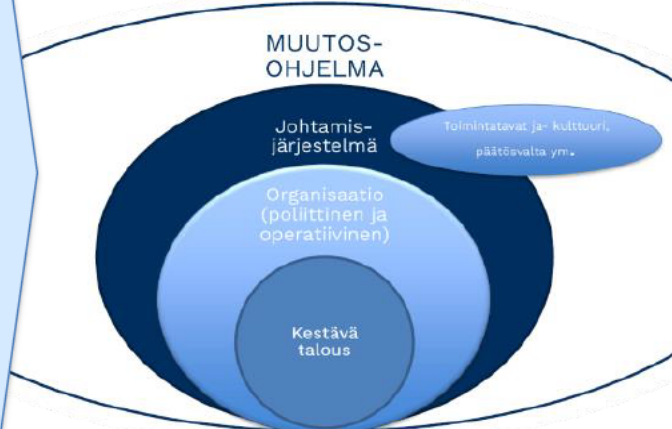 MUUTOS-
OHJELMA
Johtamis-
järjestelmä
Toimintatavat ja- kulttuuri,
päätösvalta ym.
Organisaatio
(poliittinen ja
operatiivinen)
Kestävä
talous